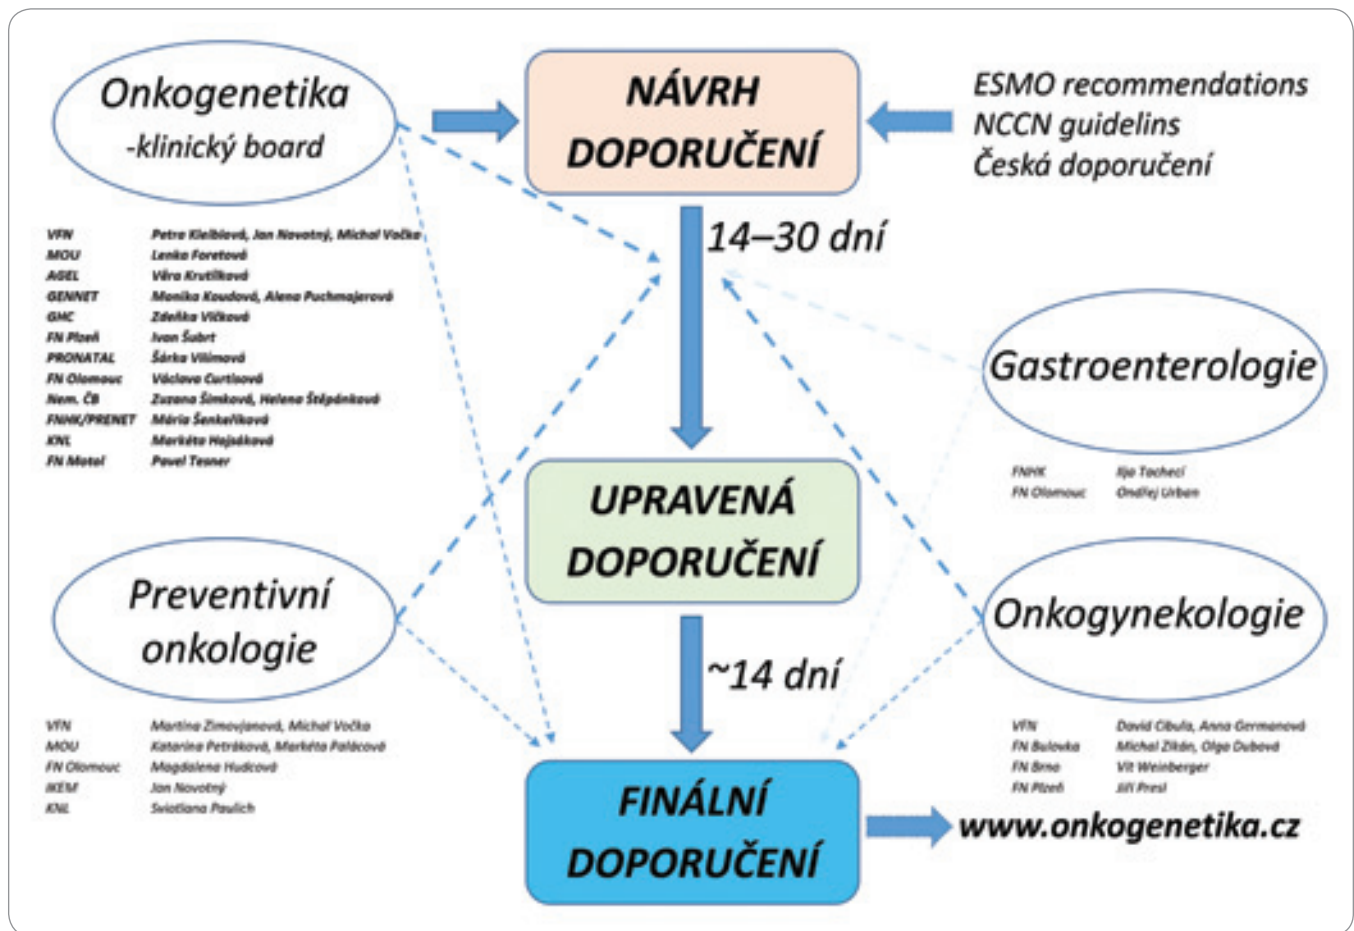 Onkogenetika
-klinický board
NÁVRH
DOPORUČENÍ
ESMO recommendations
NCCN guidelins
Česká doporučení
VFN Petra Kleiblová, Jan Novotný, Michal Vočka
MOU Lenka Foretová
AGEL Věra Krutílková
GENNET Monika Koudová, Alena Puchmajerová
GHC Zdeňka Vlčková
FN Plzeň Ivan Šubrt
PRONATAL Šárka Vilímová
FN Olomouc Václava Curtisová
Nem. ČB Zuzana Šimková, Helena Štěpánková
FNHK/PRENET Mária Šenkeříková
KNL Markéta Hojsáková
FN Motol Pavel Tesner
14–30 dní
Gastroenterologie
FNHK Ilja Tachecí
FN Olomouc Ondřej Urban
UPRAVENÁ
DOPORUČENÍ
Preventivní
onkologie
VFN Martina Zimovjanová, Michal Vočka
MOU Katarina Petráková, Markéta Palácová
FN Olomouc Magdalena Hudcová
IKEM Jan Novotný
KNL Sviatlana Paulich
~14 dní
Onkogynekologie
VFN David Cibula, Anna Germanová
FN Bulovka Michal Zikán, Olga Dubová
FN Brno Vít Weinberger
FN Plzeň Jiří Presl
FINÁLNÍ
DOPORUČENÍ
www.onkogenetika.cz